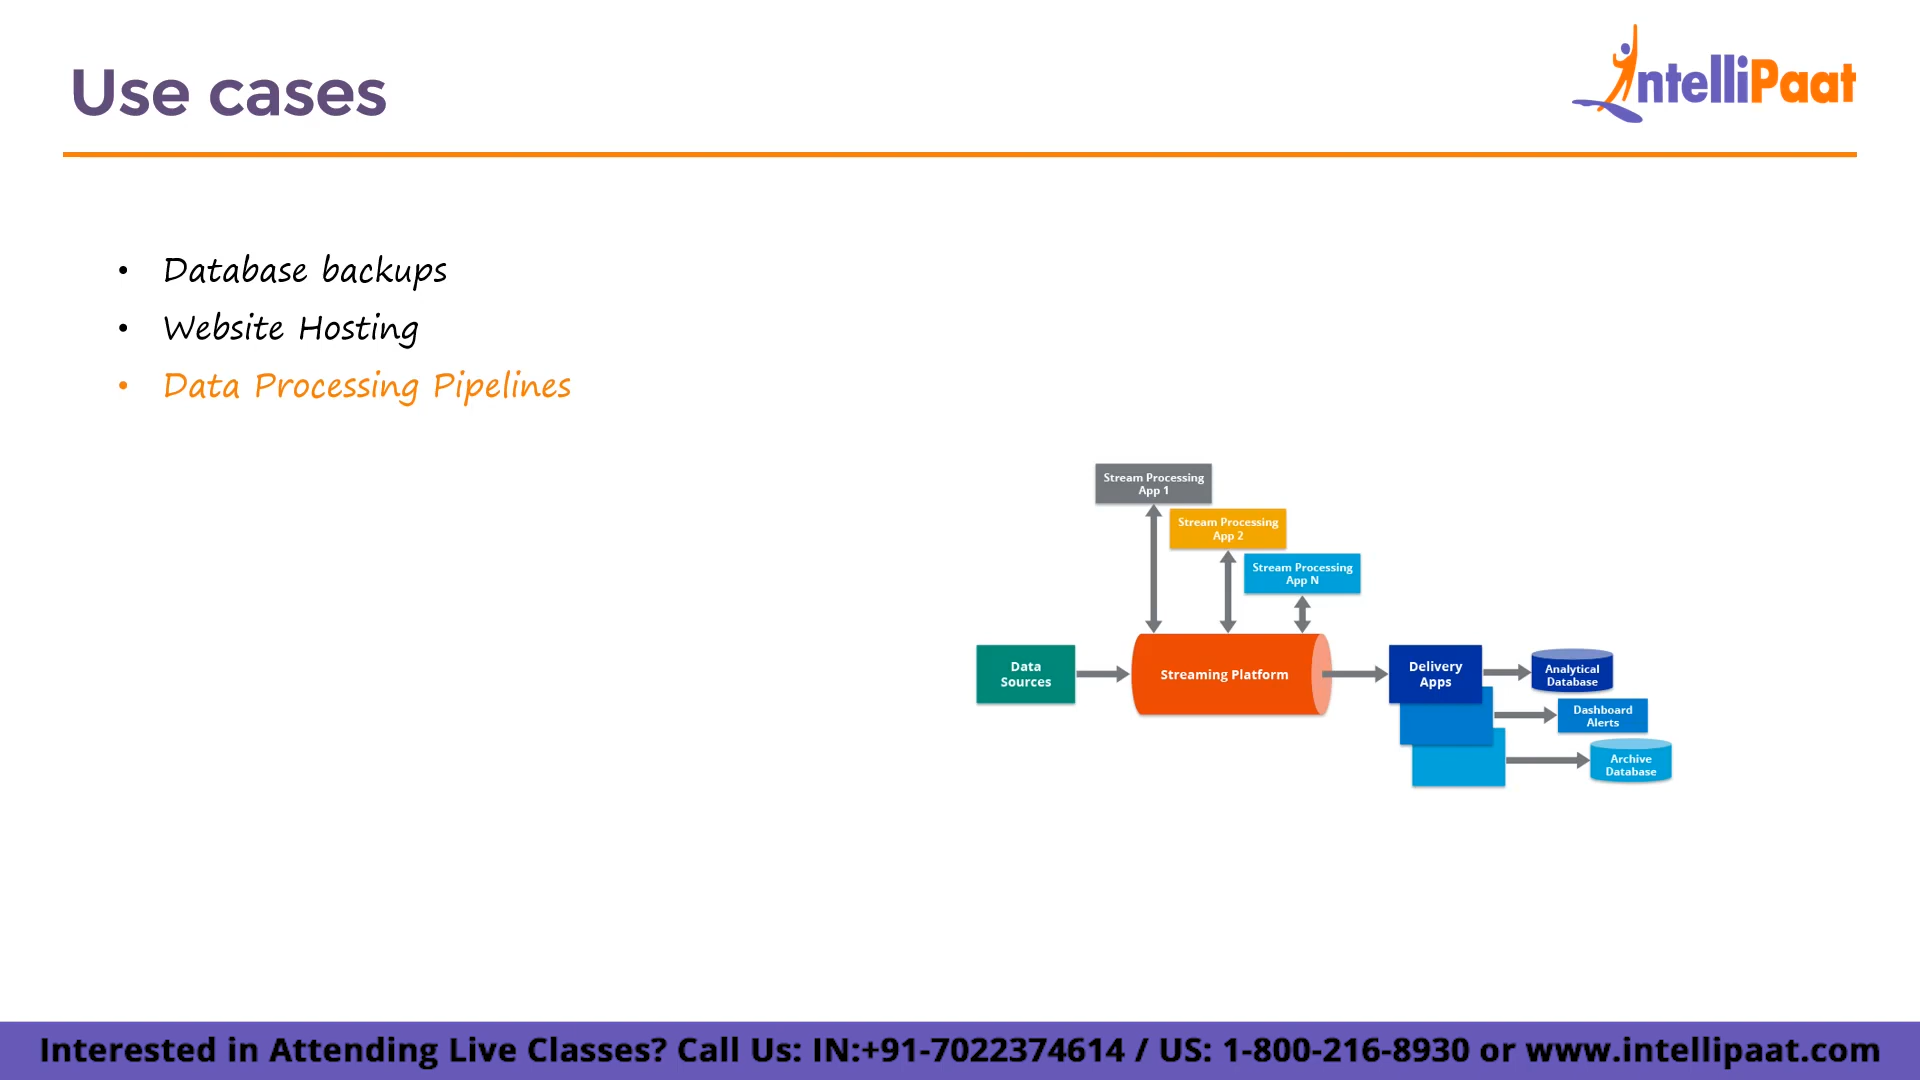 Use cases
IntelliPaat
• Database backups
• Website Hosting
• Data Processing Pipelines
Stream Processing
App 1
Stream Processing
App 2
Stream Processing
App N
Data
Sources
Streaming Platform
Delivery
Apps
Analytical
Database
Dashboard
Alerts
Archive
Database
Interested in Attending Live Classes? Call Us: IN:+91-7022374614 / US: 1-800-216-8930 or www.intellipaat.com